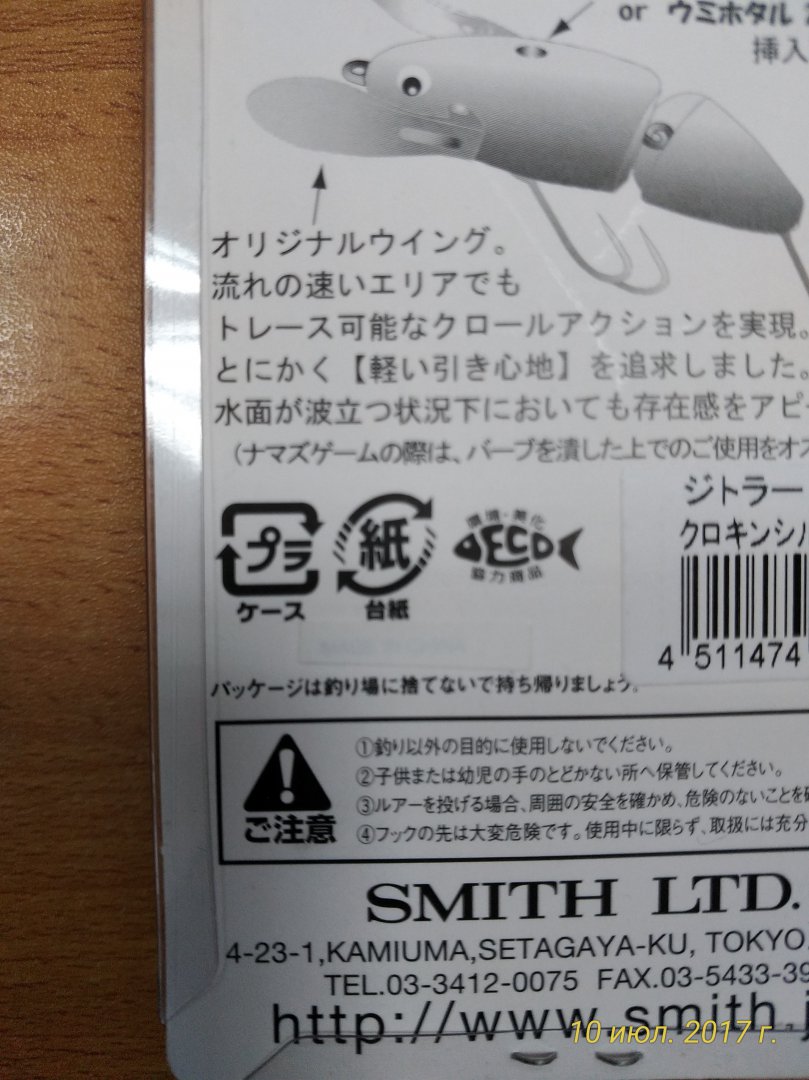 or ウミホタル
挿入
オリジナルウイング。
流れの速いエリアでも
トレース可能なクロールアクションを実現。
とにかく【軽い引き心地】を追求しました。
水面が波立つ状況下においても存在感をアピ
(ナマズゲームの際は、バーブを潰した上でのご使用をオス
ジトラー
クロキンシバ
プラ
ケース
紙
台紙
環境・美化
ECO
協力商品
4 511474
パッケージは釣り場に捨てないで持ち帰りましょう。
ご注意
①釣り以外の目的に使用しないでください。
②子供または幼児の手のとどかない所へ保管してください。
③ルアーを投げる場合、周囲の安全を確かめ、危険のないことを確
④フックの先は大変危険です。使用中に限らず、取扱には充分
SMITH LTD.
4-23-1,KAMIUMA,SETAGAYA-KU, TOKYO.
TEL.03-3412-0075 FAX.03-5433-39
http://www.smith.j
10 июл. 2017 г.